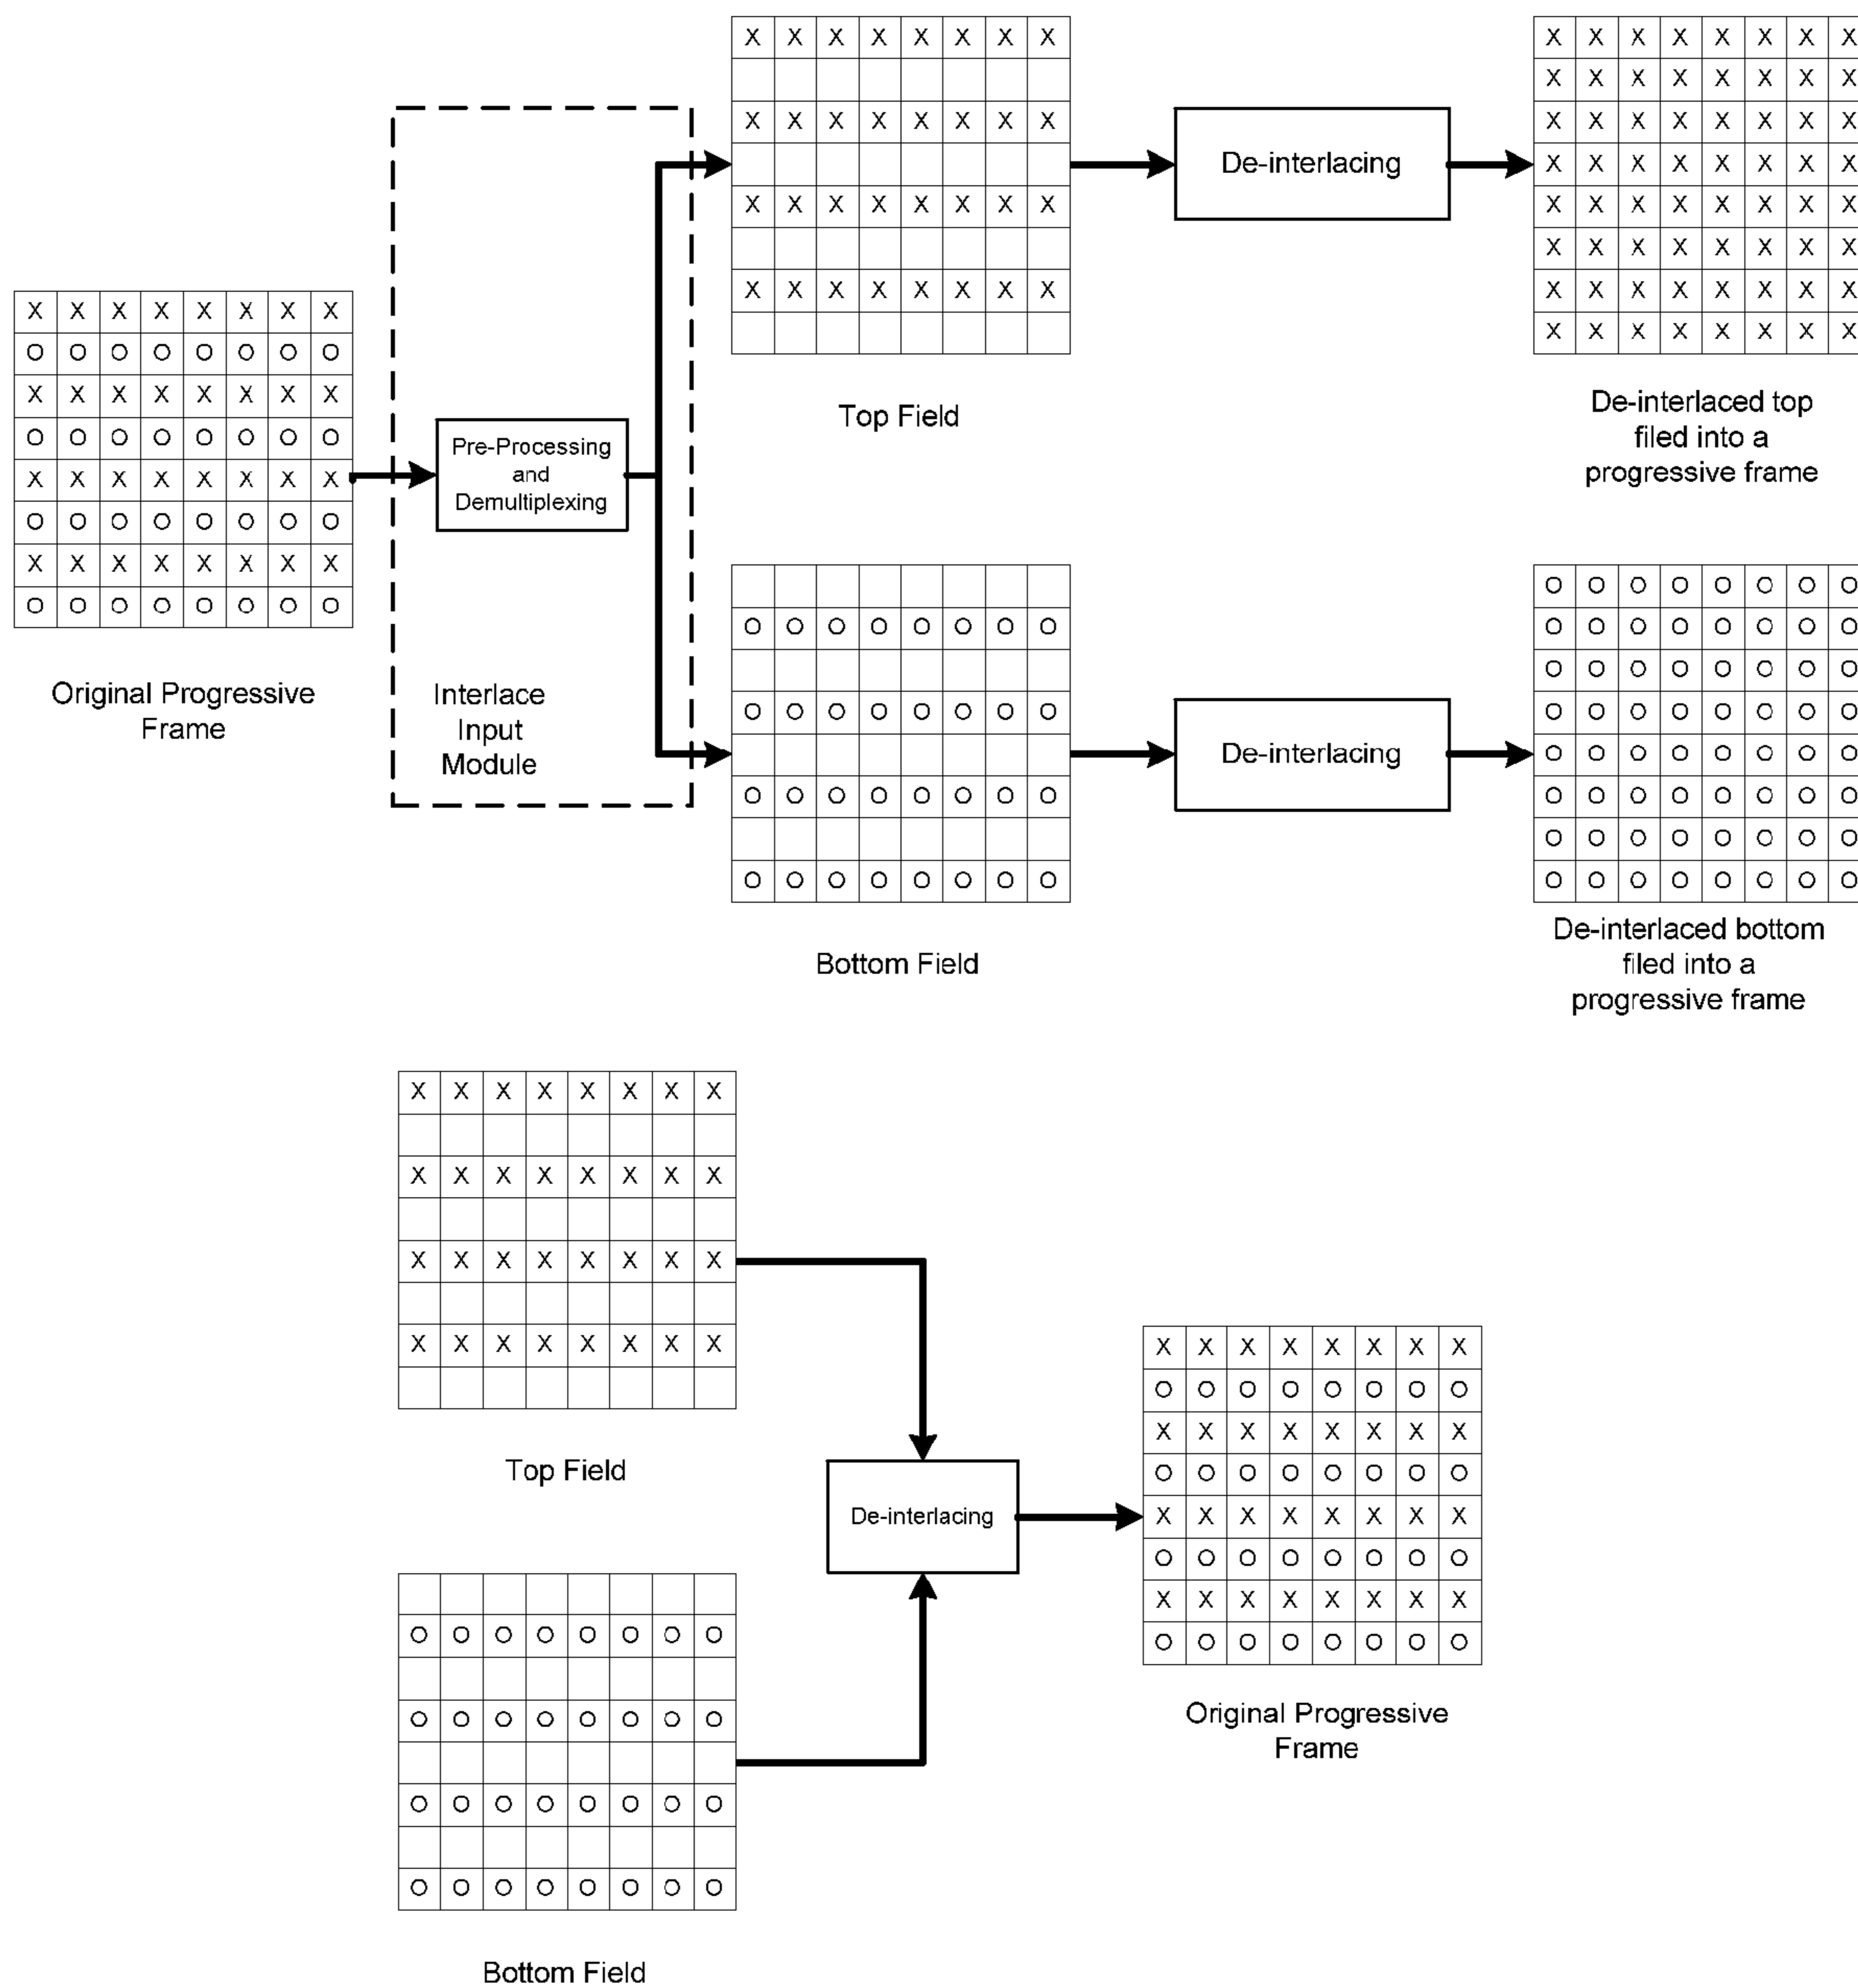 X X X X X X X X
X X X X X X X X
X X X X X X X X
X X X X X X X X
De-interlacing
X X X X X X X X
X X X X X X X X
X X X X X X X X
X X X X X X X X
X X X X X X X X
X X X X X X X X
X X X X X X X X
X X X X X X X X
X X X X X X X X
O O O O O O O O
X X X X X X X X
O O O O O O O O
X X X X X X X X
O O O O O O O O
X X X X X X X X
O O O O O O O O
Top Field
De-interlaced top
filed into a
progressive frame
Pre-Processing
and
Demultiplexing
Original Progressive
Frame
Interlace
Input
Module
O O O O O O O O
O O O O O O O O
O O O O O O O O
O O O O O O O O
De-interlacing
O O O O O O O O
O O O O O O O O
O O O O O O O O
O O O O O O O O
O O O O O O O O
O O O O O O O O
O O O O O O O O
O O O O O O O O
Bottom Field
De-interlaced bottom
filed into a
progressive frame
X X X X X X X X
X X X X X X X X
X X X X X X X X
X X X X X X X X
Top Field
De-interlacing
X X X X X X X X
O O O O O O O O
X X X X X X X X
O O O O O O O O
X X X X X X X X
O O O O O O O O
X X X X X X X X
O O O O O O O O
Original Progressive
Frame
O O O O O O O O
O O O O O O O O
O O O O O O O O
O O O O O O O O
Bottom Field